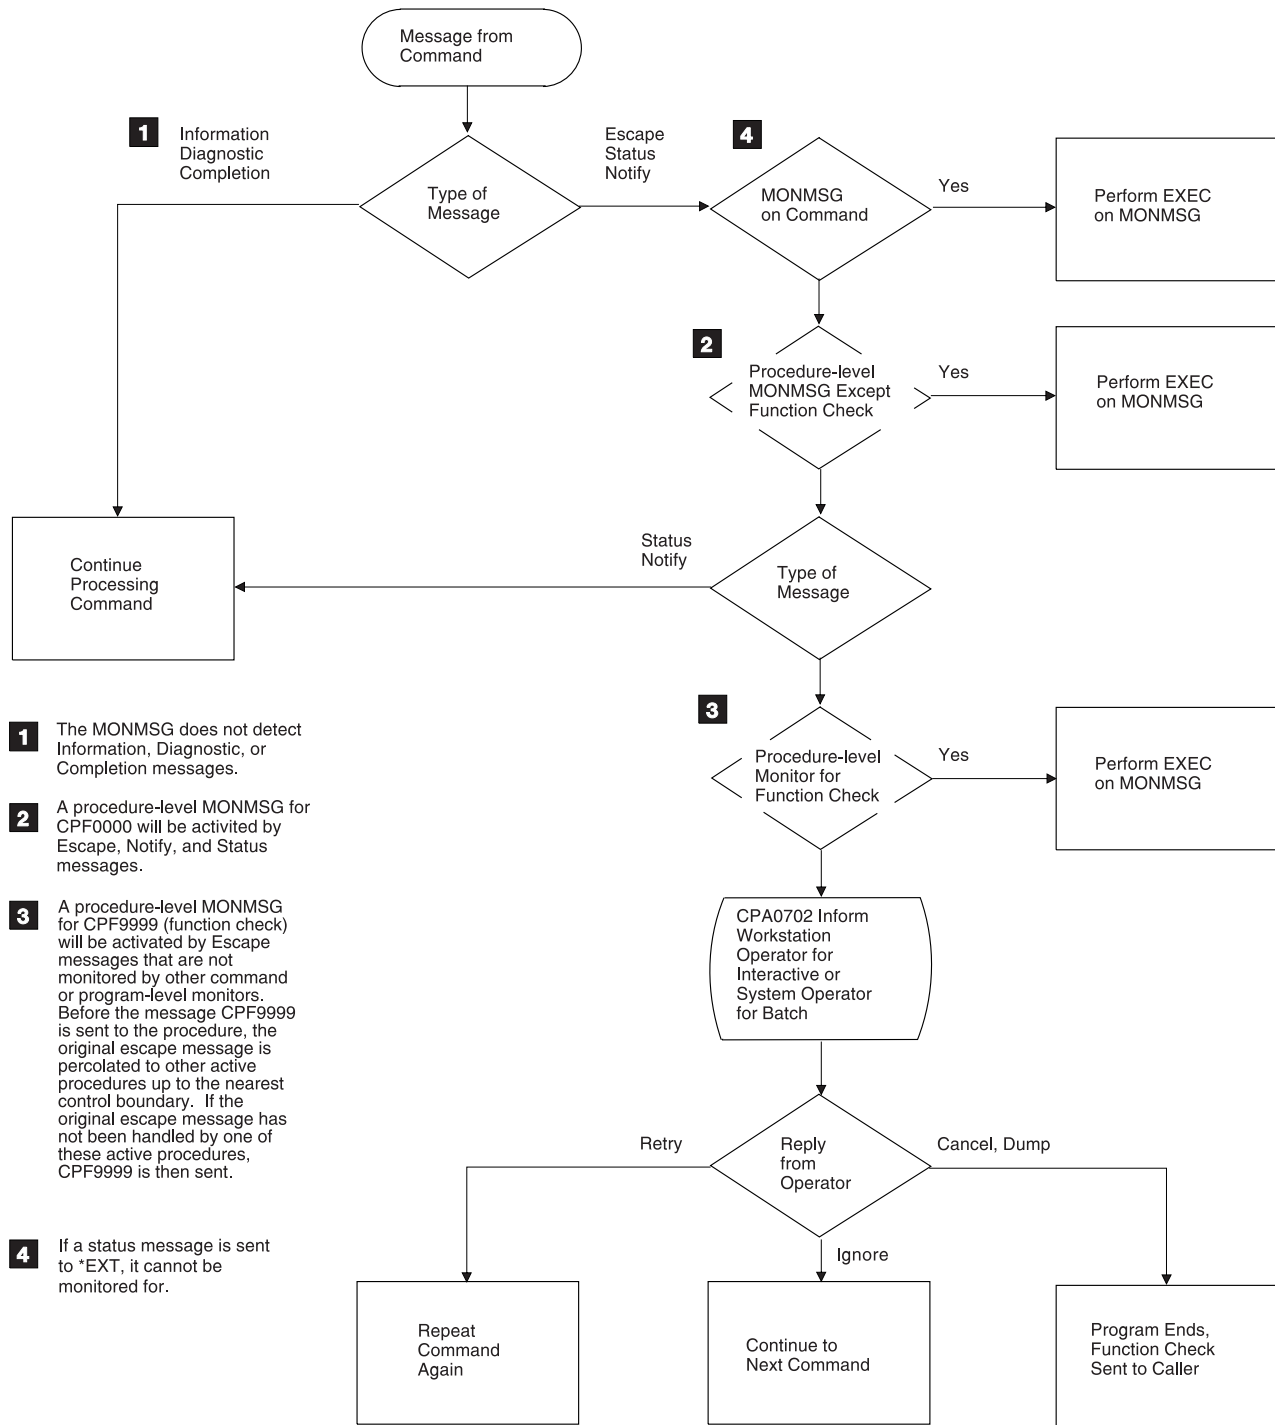 Message from
Command
1
Information
Diagnostic
Completion
Escape
Status
Notify
4
Type of
Message
MONMSG
on Command
Yes
Perform EXEC
on MONMSG
2
Procedure-level
MONMSG Except
Function Check
Yes
Perform EXEC
on MONMSG
Status
Notify
Type of
Message
Continue
Processing
Command
3
Procedure-level
Monitor for
Function Check
Yes
Perform EXEC
on MONMSG
1
The MONMSG does not detect
Information, Diagnostic, or
Completion messages.
2
A procedure-level MONMSG for
CPF0000 will be activited by
Escape, Notify, and Status
messages.
3
A procedure-level MONMSG
for CPF9999 (function check)
will be activated by Escape
messages that are not
monitored by other command
or program-level monitors.
Before the message CPF9999
is sent to the procedure, the
original escape message is
percolated to other active
procedures up to the nearest
control boundary. If the
original escape message has
not been handled by one of
these active procedures,
CPF9999 is then sent.
4
If a status message is sent
to *EXT, it cannot be
monitored for.
CPA0702 Inform
Workstation
Operator for
Interactive or
System Operator
for Batch
Retry
Reply
from
Operator
Cancel, Dump
Ignore
Repeat
Command
Again
Continue to
Next Command
Program Ends,
Function Check
Sent to Caller